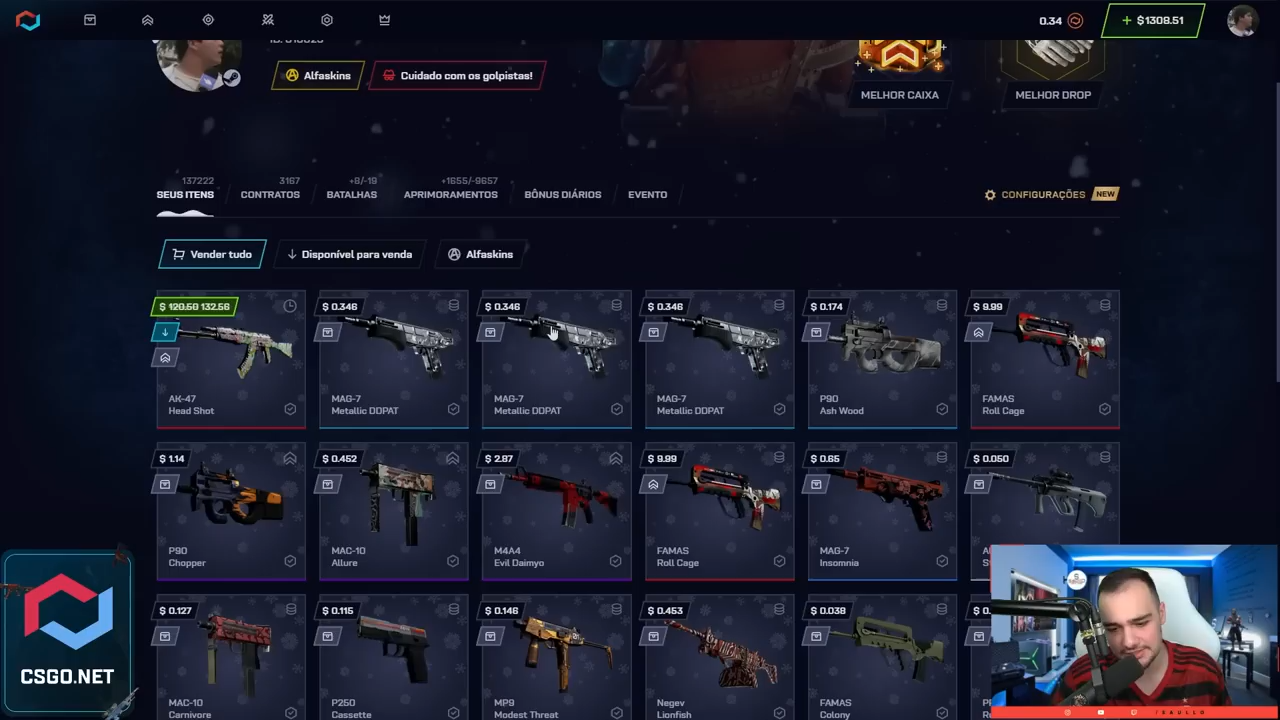 0.34
+ $1308.51
Alfaskins
Cuidado com os golpistas!
MELHOR CAIXA
MELHOR DROP
137222
3167
+8/-19
+1655/-9657
SEUS ITENS
CONTRATOS
BATALHAS
APRIMORAMENTOS
BÔNUS DIÁRIOS
EVENTO
CONFIGURAÇÕES
NEW
Vender tudo
Disponível para venda
Alfaskins
$ 120.50 132.56
AK-47
Head Shot
$ 0.346
MAG-7
Metallic DDPAT
$ 0.346
MAG-7
Metallic DDPAT
$ 0.346
MAG-7
Metallic DDPAT
$ 0.174
P90
Ash Wood
$ 9.99
FAMAS
Roll Cage
$ 1.14
P90
Chopper
$ 0.452
MAC-10
Allure
$ 2.87
M4A4
Evil Daimyo
$ 9.99
FAMAS
Roll Cage
$ 0.65
MAG-7
Insomnia
$ 0.050
$ 0.127
MAC-10
Carnivore
$ 0.115
P250
Cassette
$ 0.146
MP9
Modest Threat
$ 0.453
Negev
Lionfish
$ 0.038
FAMAS
Colony
CSGO.NET
/SAULLO